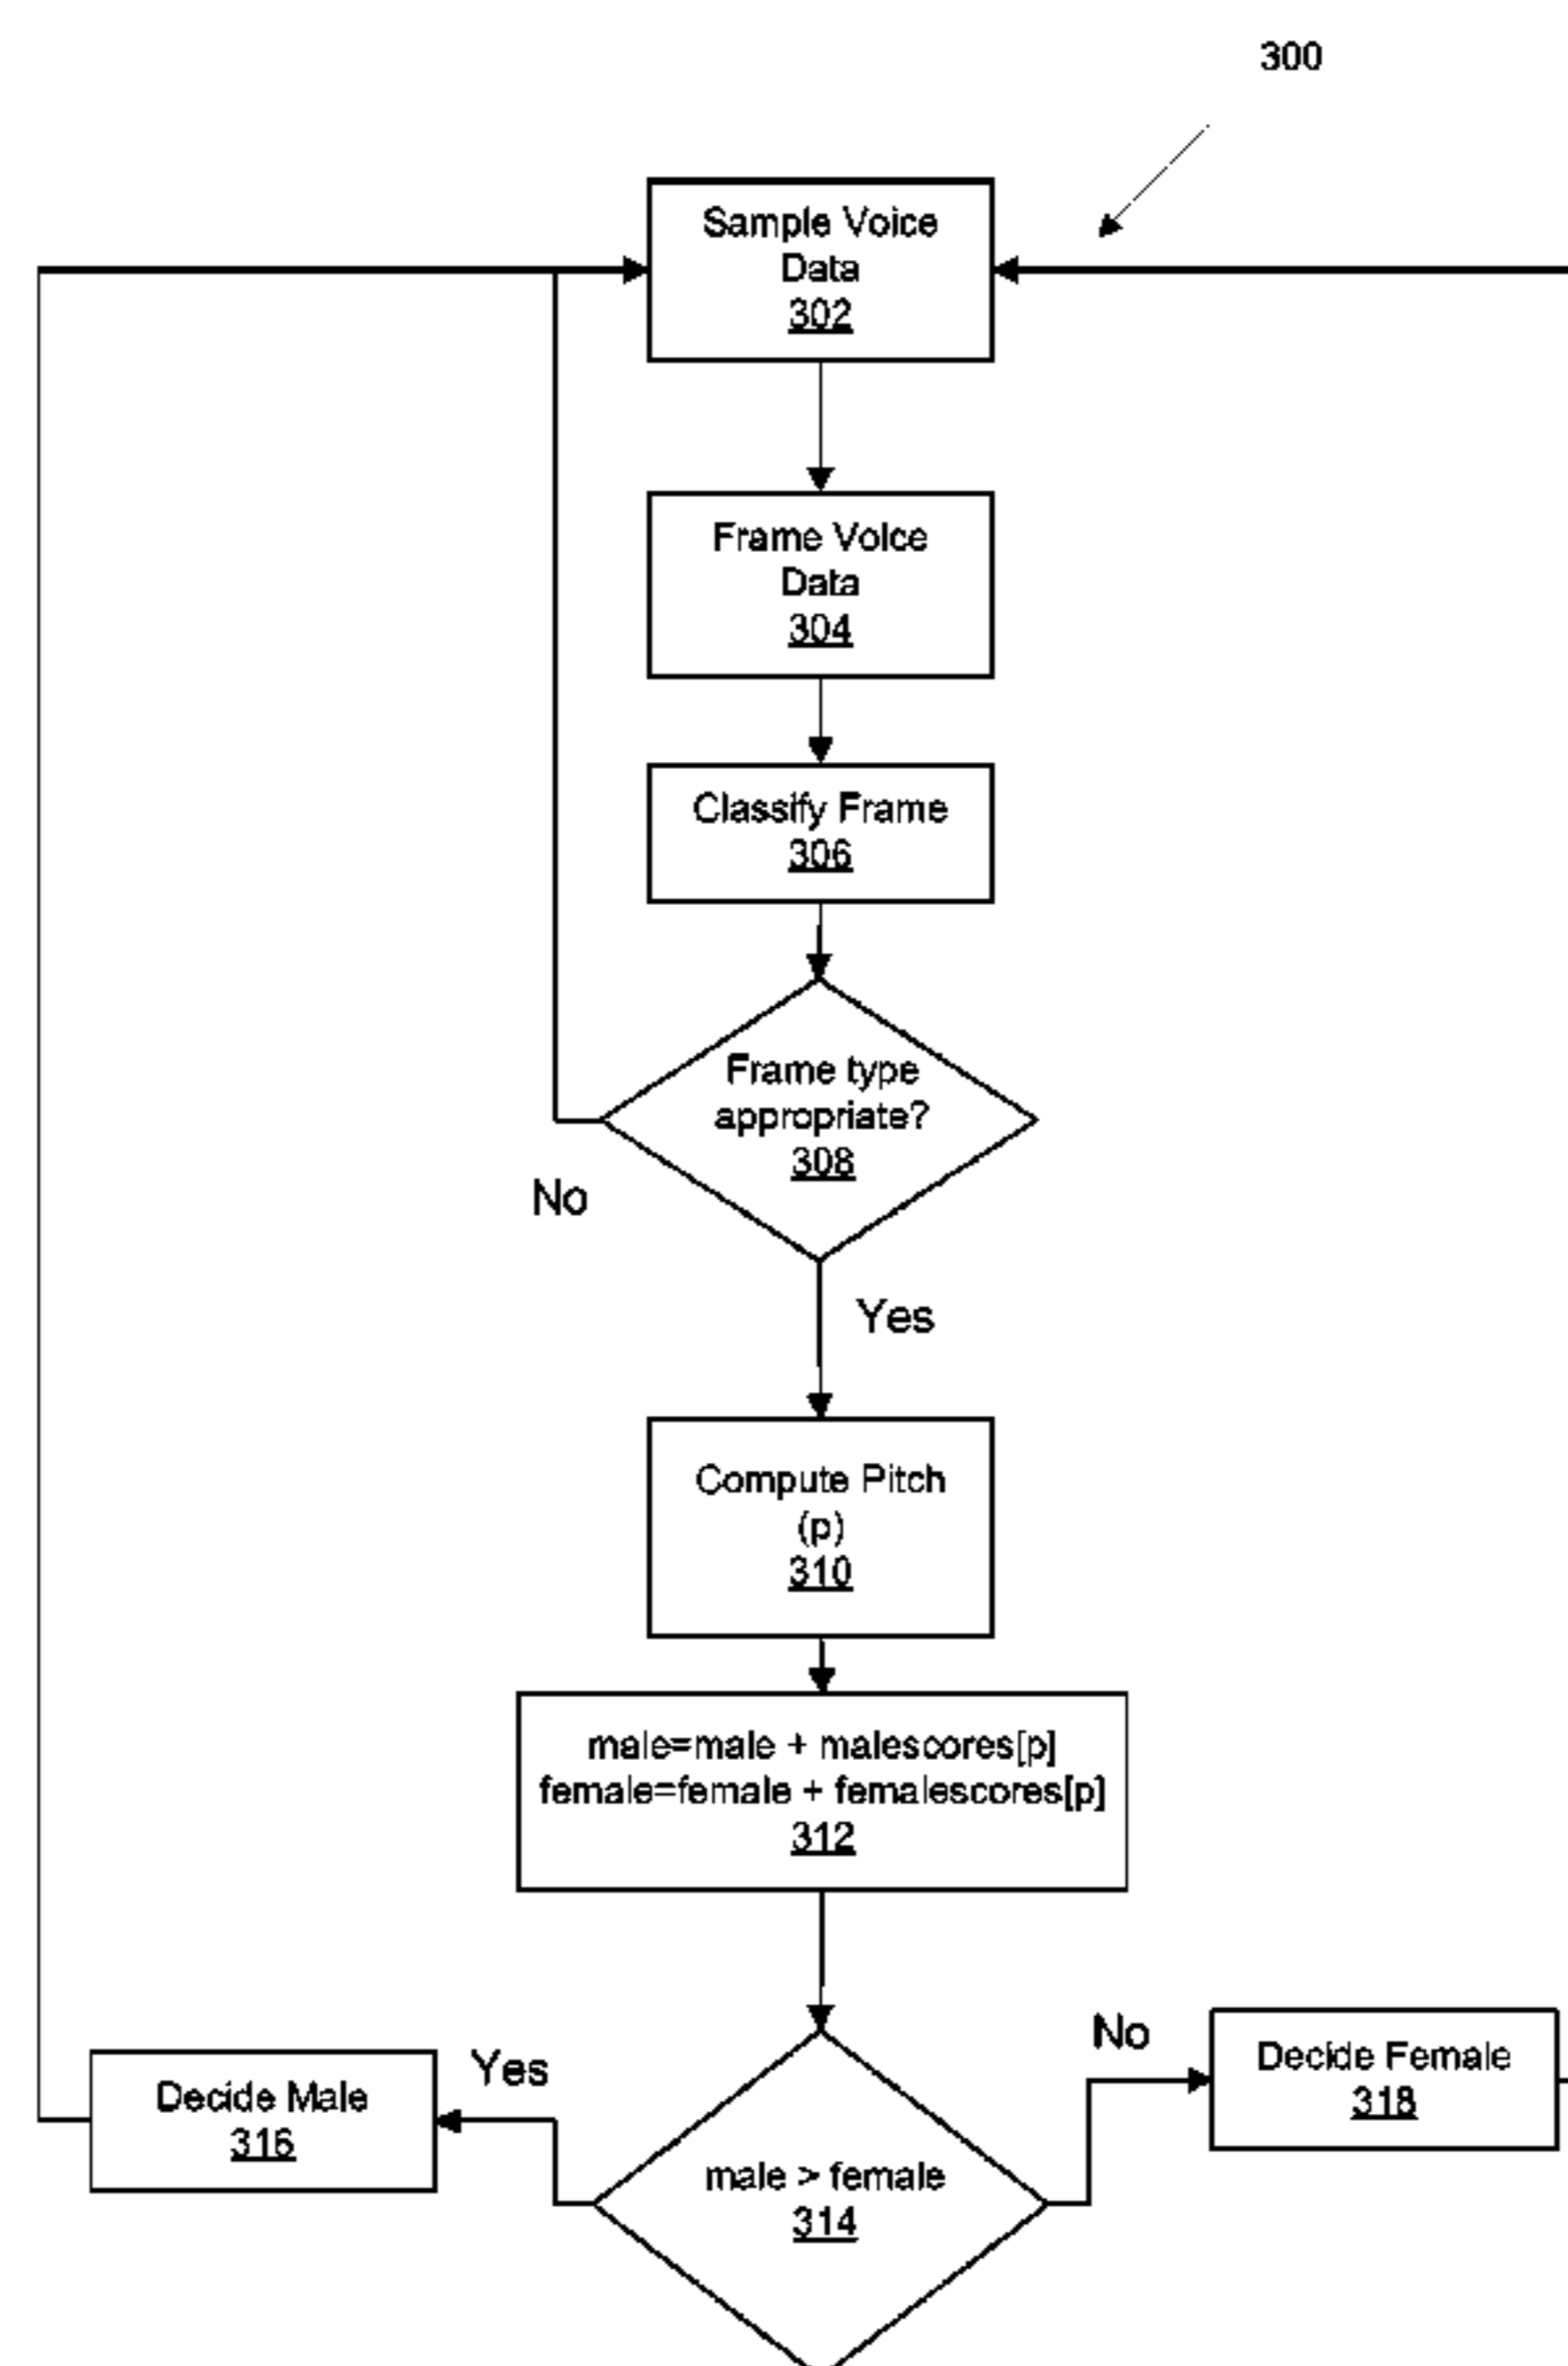 300
Sample Voice
Data
302
Frame Voice
Data
304
Classify Frame
306
Frame type
appropriate?
308
No
Yes
Compute Pitch
(p)
310
male=male + malescores[p]
female=female + femalescores[p]
312
No
Decide Female
318
Yes
Decide Male
316
male > female
314